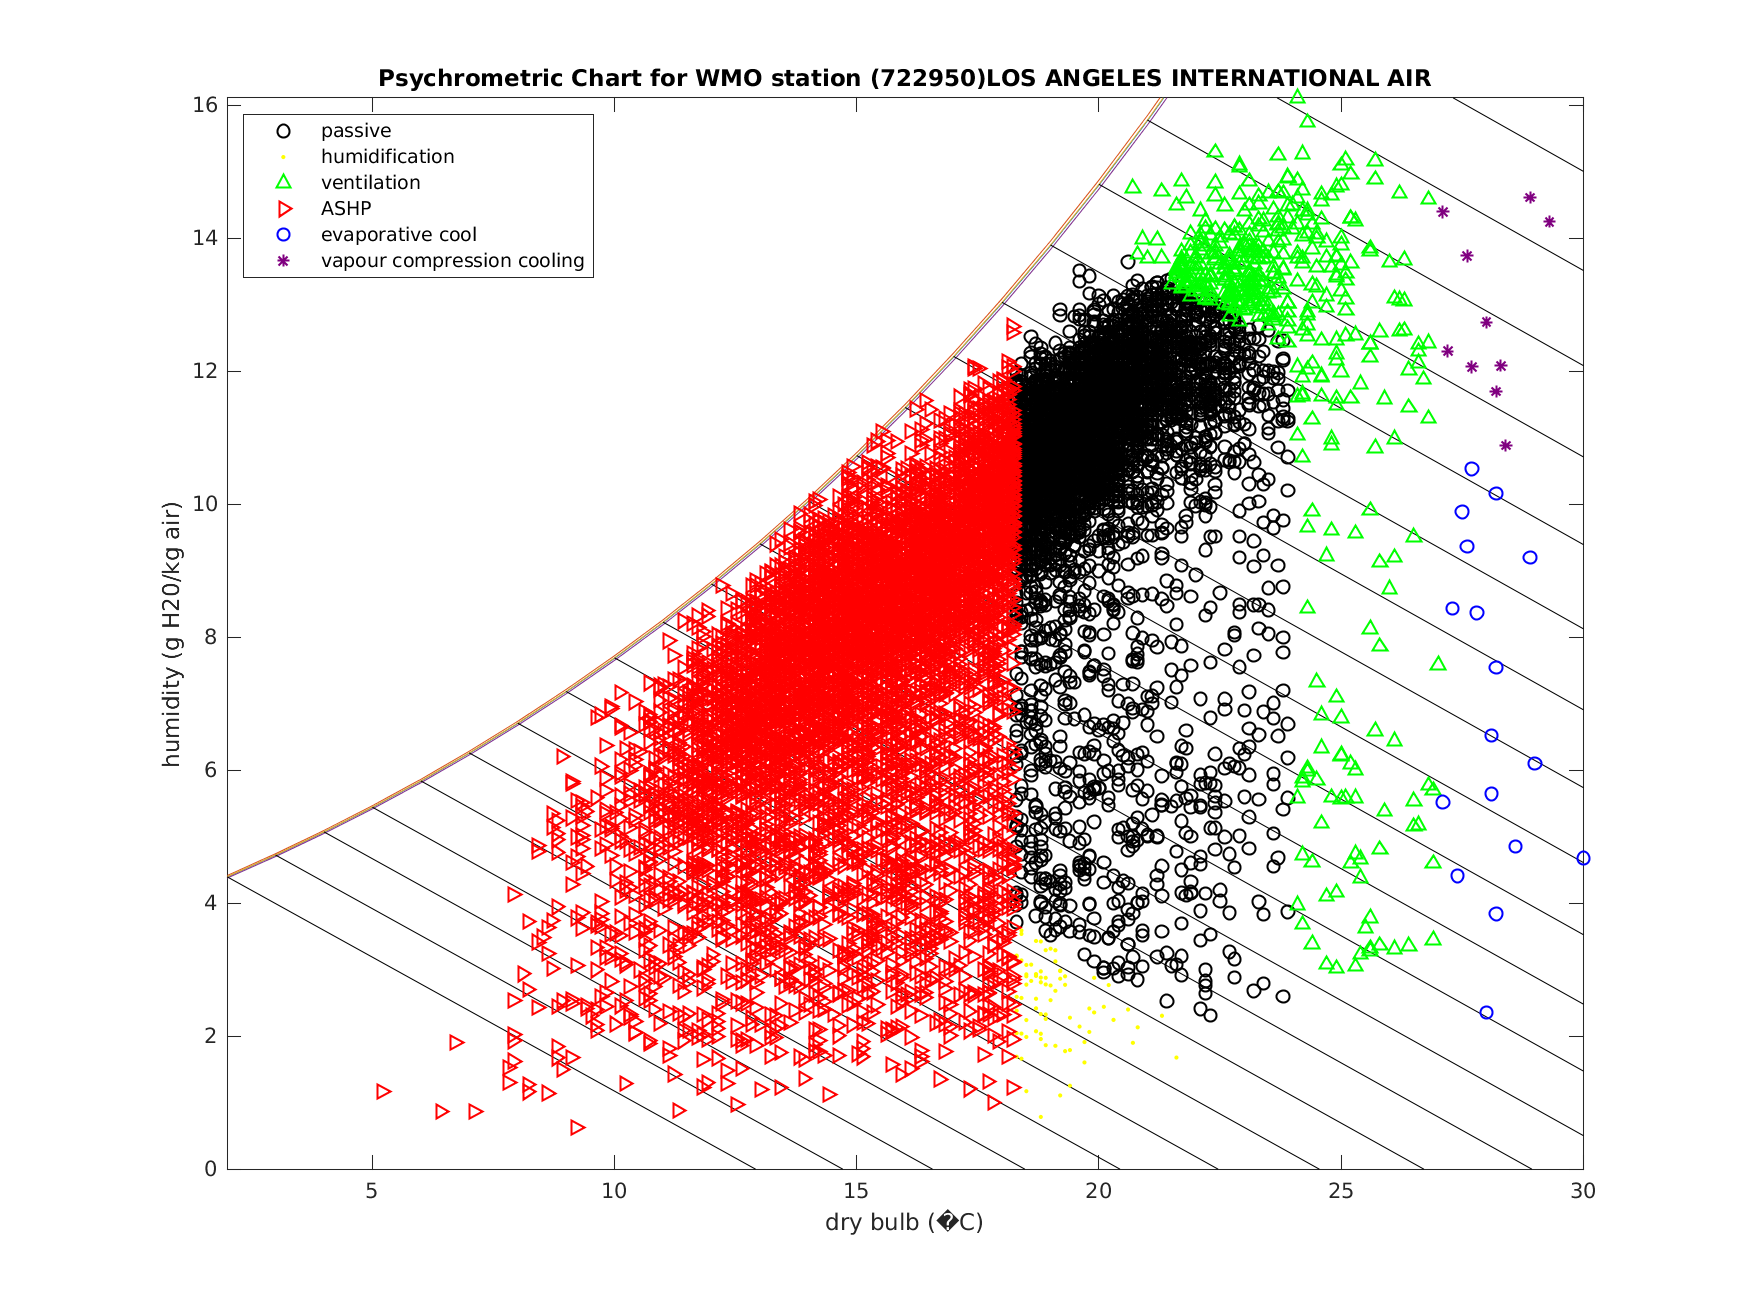 Psychrometric Chart for WMO station (722950)LOS ANGELES INTERNATIONAL AIR
passive
humidification
ventilation
ASHP
evaporative cool
vapour compression cooling
humidity (g H20/kg air)
16
14
12
10
8
6
4
2
0
5 10 15 20 25 30
dry bulb (�C)